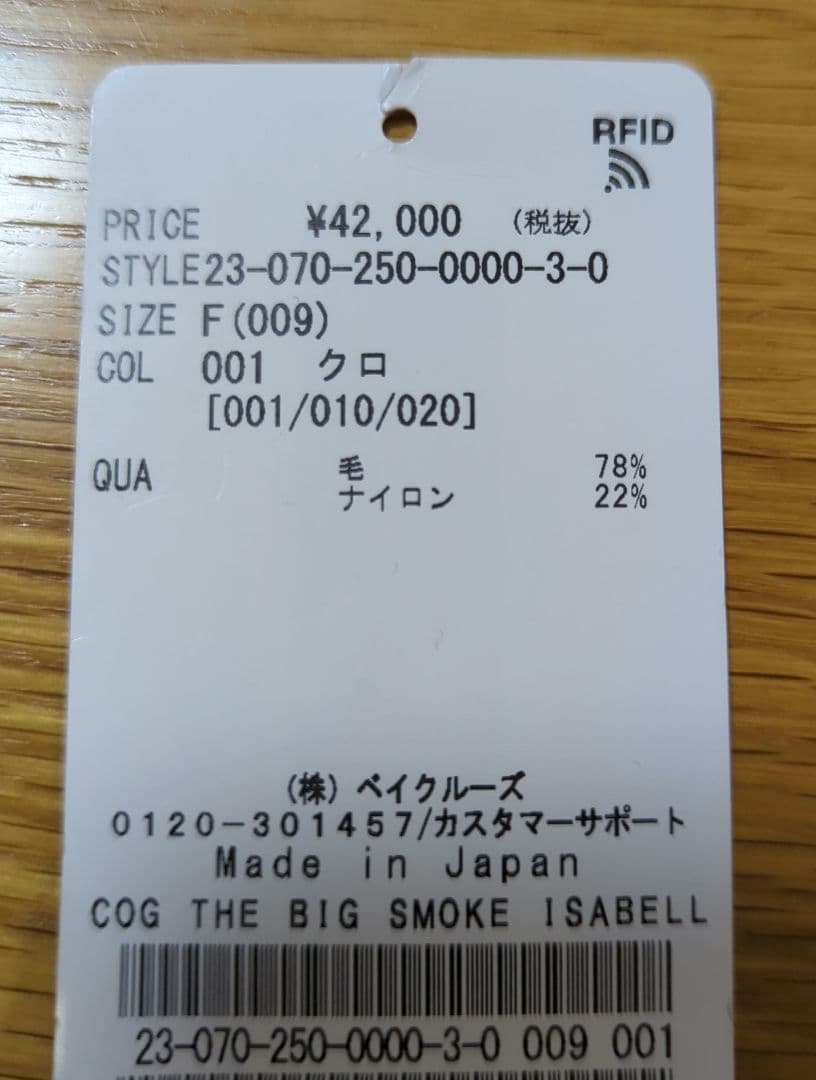 RFID
PRICE ¥42,000 (税抜)
STYLE23-070-250-0000-3-0
SIZE F(009)
COL 001 クロ
[001/010/020]
QUA 毛 78%
ナイロン 22%
(株)ベイクルーズ
0120-301457/カスタマーサポート
Made in Japan
COG THE BIG SMOKE ISABELL
23-070-250-0000-3-0 009 001